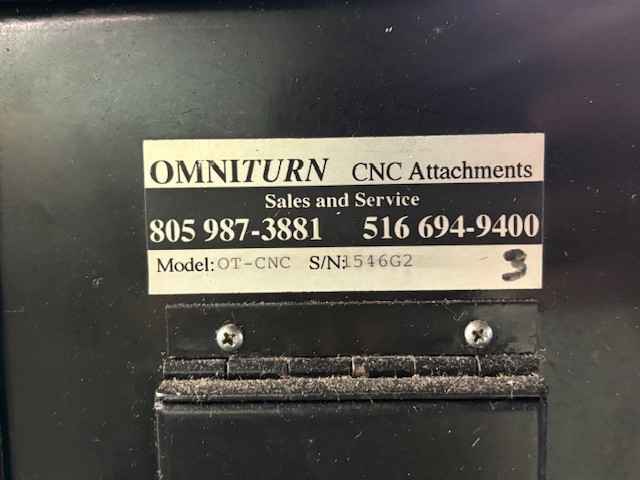 OMNITURN CNC Attachments
Sales and Service
805 987-3881 516 694-9400
Model: OT-CNC S/N: 1546G2 3